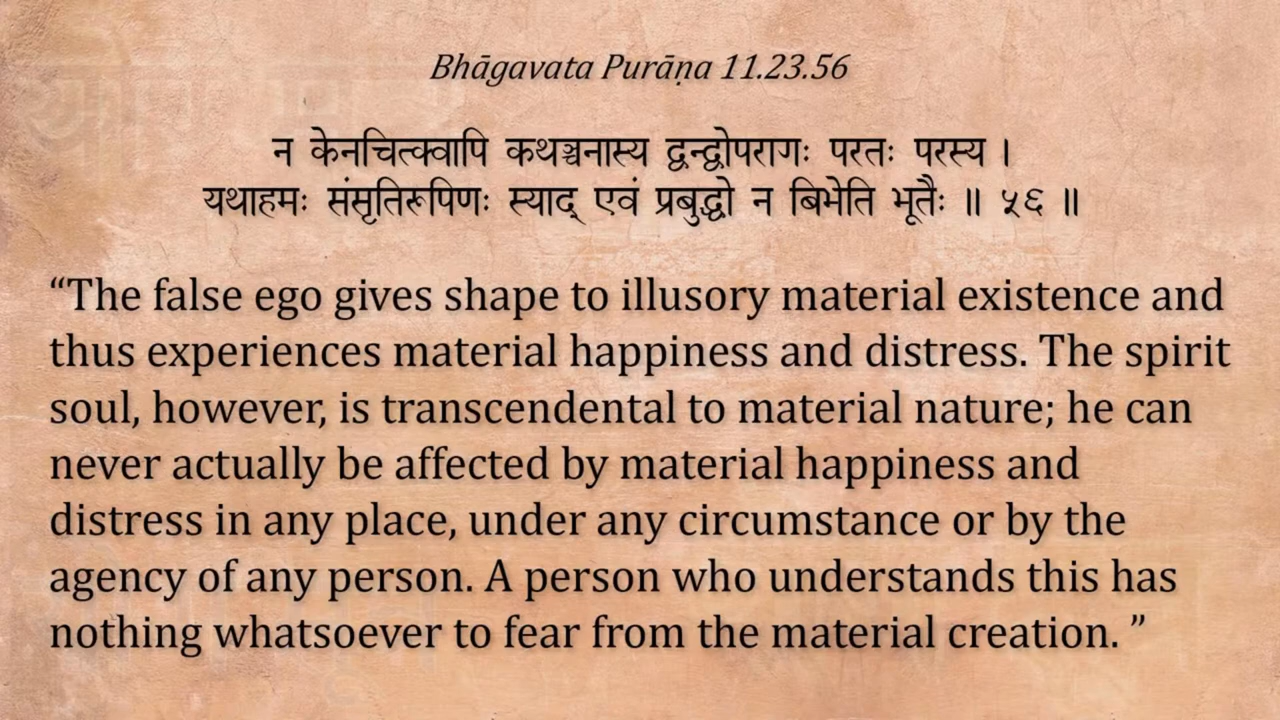 Bhāgavata Purāṇa 11.23.56
न केनचित्क्वापि कथञ्चनास्य द्वन्द्वोपरागः परतः परस्य ।
यथाहमः संसृतिरूपिणः स्याद् एवं प्रबुद्धो न बिभेति भूतैः ॥ ५६ ॥
“The false ego gives shape to illusory material existence and
thus experiences material happiness and distress. The spirit
soul, however, is transcendental to material nature; he can
never actually be affected by material happiness and
distress in any place, under any circumstance or by the
agency of any person. A person who understands this has
nothing whatsoever to fear from the material creation. ”